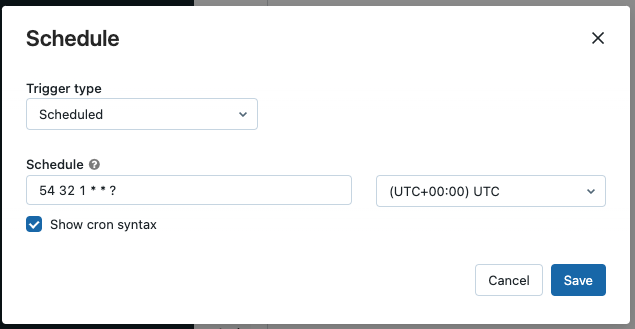 Schedule
Trigger type
Scheduled
Schedule
54 32 1 * * ?
(UTC+00:00) UTC
Show cron syntax
Cancel
Save